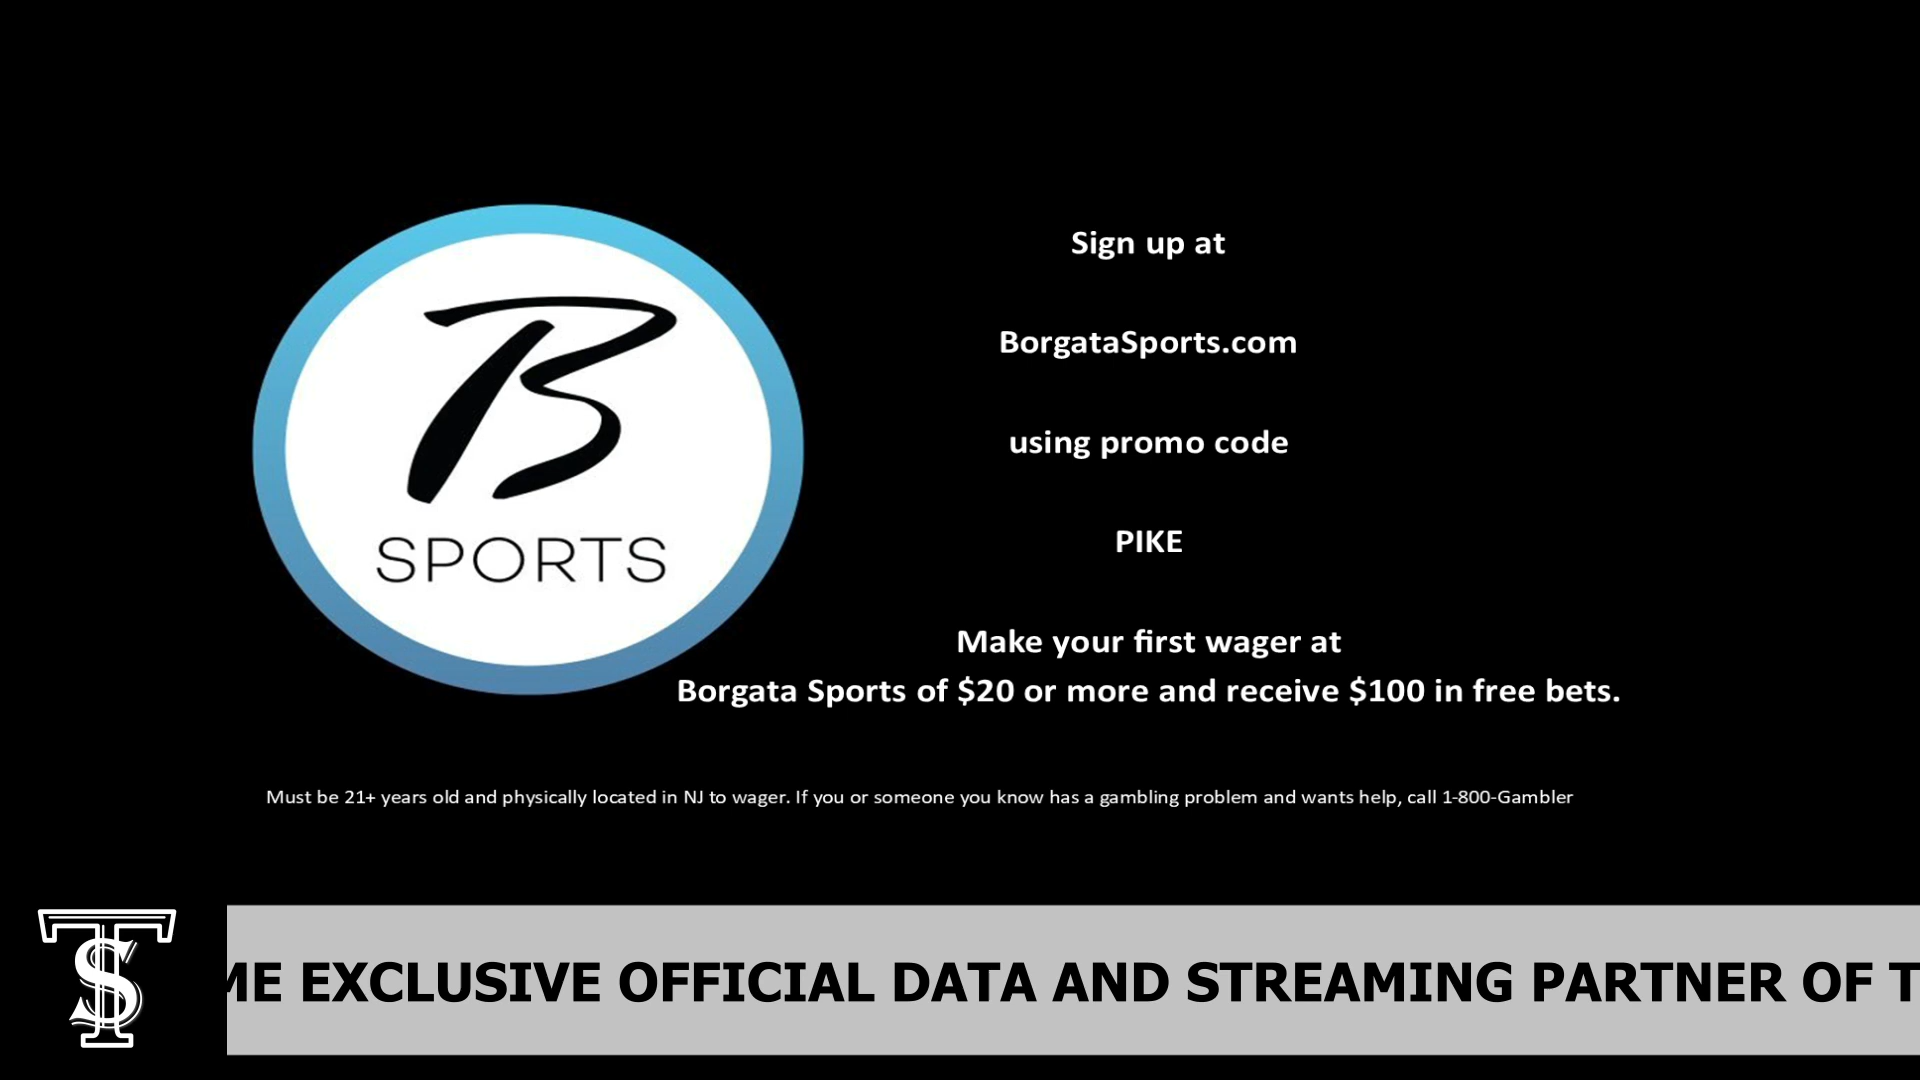 B
SPORTS
Sign up at
BorgataSports.com
using promo code
PIKE
Make your first wager at
Borgata Sports of $20 or more and receive $100 in free bets.
Must be 21+ years old and physically located in NJ to wager. If you or someone you know has a gambling problem and wants help, call 1-800-Gambler
TS
ME EXCLUSIVE OFFICIAL DATA AND STREAMING PARTNER OF T